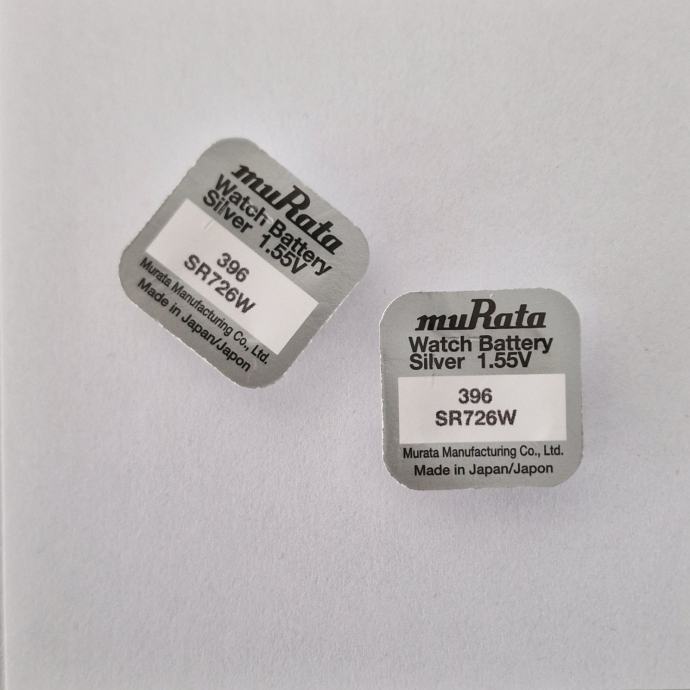 muRata
Watch Battery
Silver 1.55V
396
SR726W
Murata Manufacturing Co., Ltd.
Made in Japan/Japon
muRata
Watch Battery
Silver 1.55V
396
SR726W
Murata Manufacturing Co., Ltd.
Made in Japan/Japon